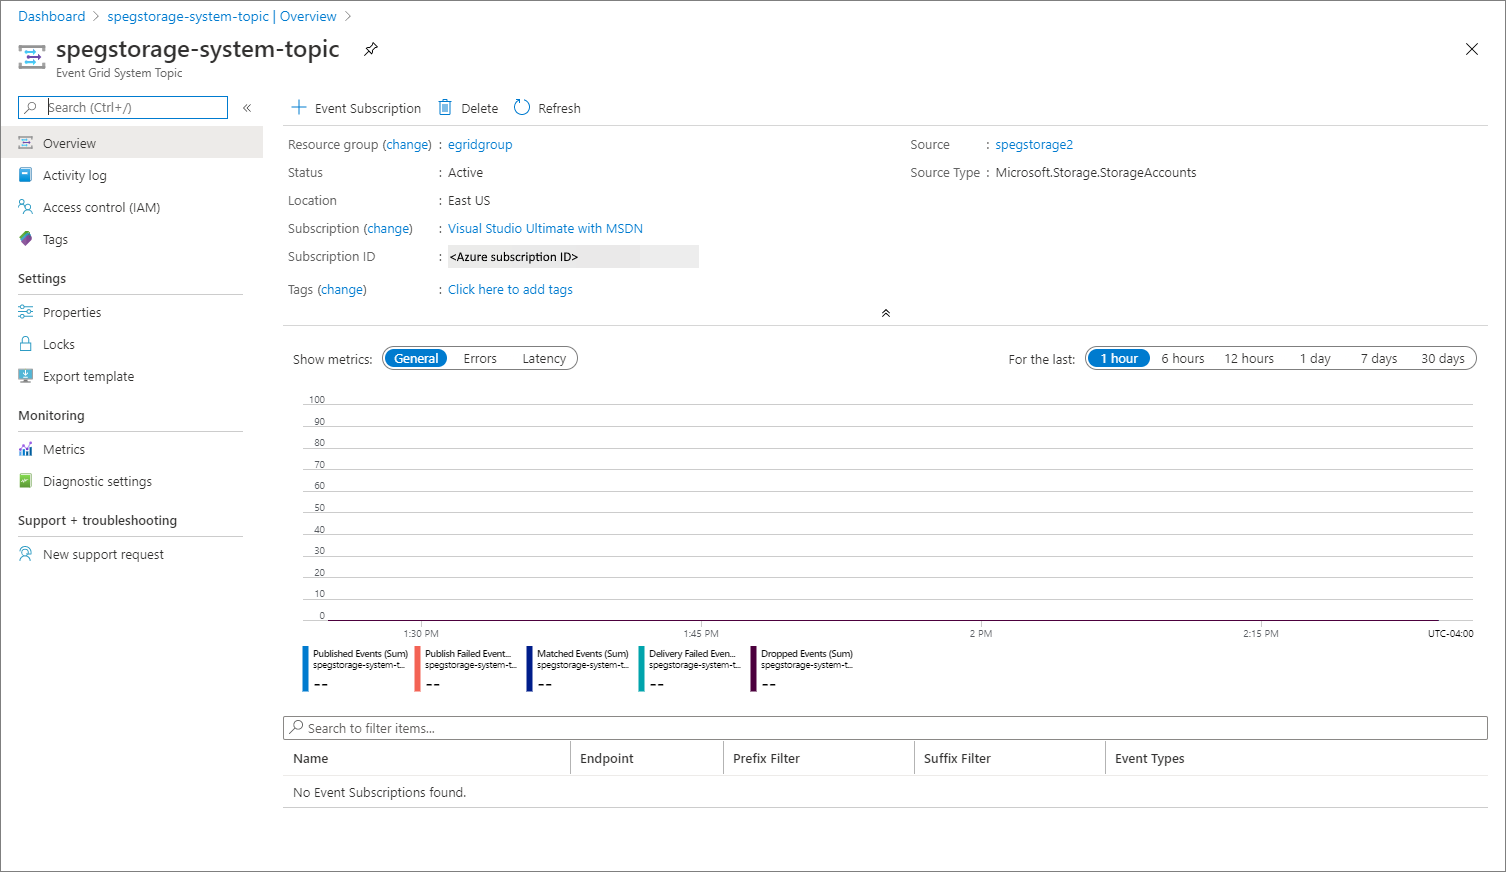 Dashboard > spegstorage-system-topic | Overview >
spegstorage-system-topic
Event Grid System Topic
Search (Ctrl+/) «
Overview
Activity log
Access control (IAM)
Tags
Settings
Properties
Locks
Export template
Monitoring
Metrics
Diagnostic settings
Support + troubleshooting
New support request
Event Subscription Delete Refresh
Resource group (change) : egridgroup
Status : Active
Location : East US
Subscription (change) : Visual Studio Ultimate with MSDN
Subscription ID : <Azure subscription ID>
Tags (change) : Click here to add tags
Source : spegstorage2
Source Type : Microsoft.Storage.StorageAccounts
Show metrics: General Errors Latency
For the last: 1 hour 6 hours 12 hours 1 day 7 days 30 days
100
90
80
70
60
50
40
30
20
10
0
1:30 PM 1:45 PM 2 PM 2:15 PM UTC-04:00
Published Events (Sum)
spegstorage-system-t...
--
Publish Failed Event...
spegstorage-system-t...
--
Matched Events (Sum)
spegstorage-system-t...
--
Delivery Failed Even...
spegstorage-system-t...
--
Dropped Events (Sum)
spegstorage-system-t...
--
Search to filter items...
Name Endpoint Prefix Filter Suffix Filter Event Types
No Event Subscriptions found.